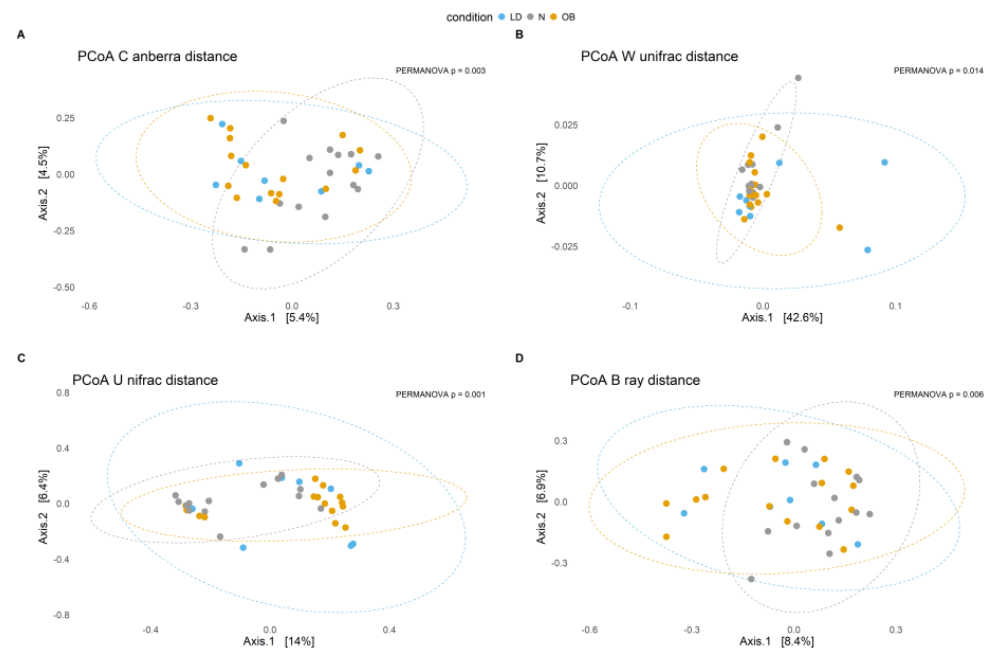 condition LD N OB
A
PCoA C anberra distance
PERMANOVA p = 0.003
0.25
0.00
-0.25
-0.50
Axis.2 [4.5%]
-0.6 -0.3 0.0 0.3
Axis.1 [5.4%]
B
PCoA W unifrac distance
PERMANOVA p = 0.014
0.025
0.000
-0.025
Axis.2 [10.7%]
-0.1 0.0 0.1
Axis.1 [42.6%]
C
PCoA U nifrac distance
PERMANOVA p = 0.001
0.8
0.4
0.0
-0.4
-0.8
Axis.2 [6.4%]
-0.4 0.0 0.4
Axis.1 [14%]
D
PCoA B ray distance
PERMANOVA p = 0.006
0.3
0.0
-0.3
Axis.2 [6.9%]
-0.6 -0.3 0.0 0.3
Axis.1 [8.4%]